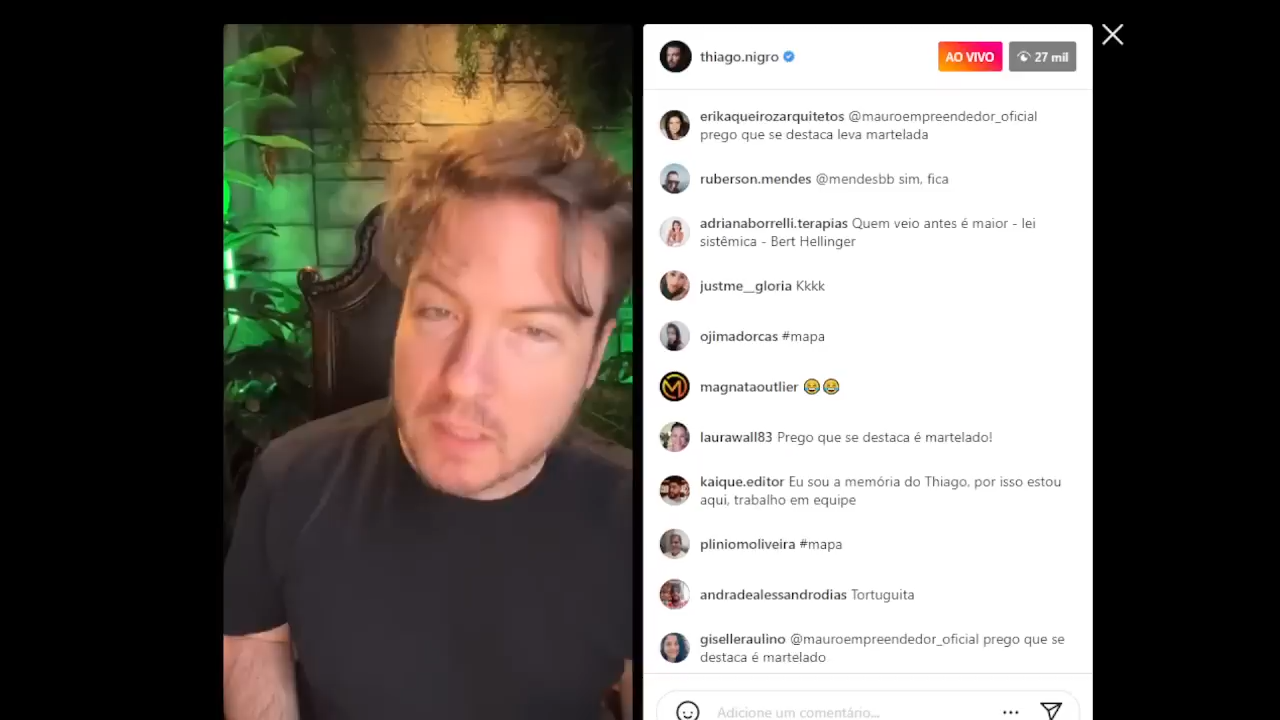 thiago.nigro
AO VIVO
27 mil
erikaqueirozarquitetos @mauroempreendedor_oficial
prego que se destaca leva martelada
ruberson.mendes @mendesbb sim, fica
adrianaborrelli.terapias Quem veio antes é maior - lei
sistêmica - Bert Hellinger
justme__gloria Kkkk
ojimadorcas #mapa
magnataoutlier 😂😂
laurawall83 Prego que se destaca é martelado!
kaique.editor Eu sou a memória do Thiago, por isso estou
aqui, trabalho em equipe
pliniomoliveira #mapa
andradealessandrodias Tortuguita
giselleraulino @mauroempreendedor_oficial prego que se
destaca é martelado
Adicione um comentário...